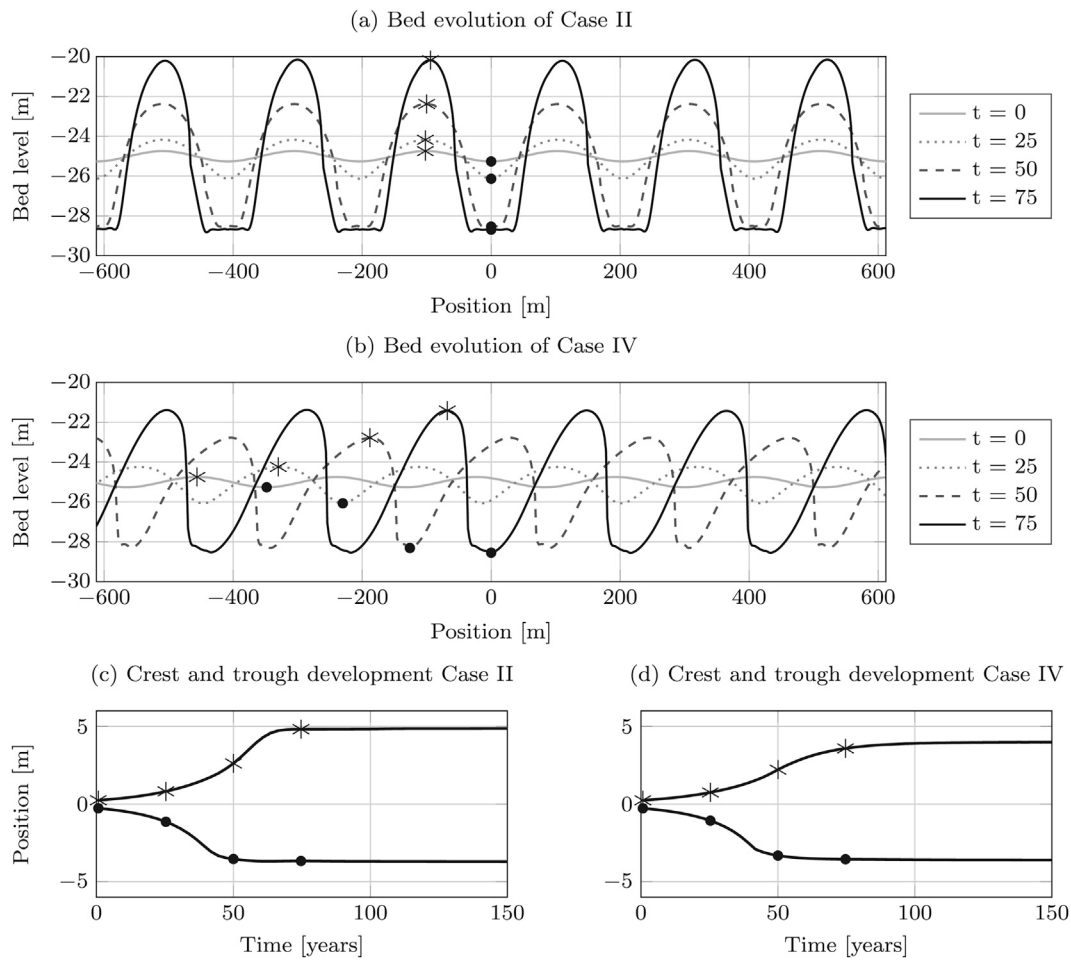 (a) Bed evolution of Case II
−20
−22
−24
−26
−28
−30
Bed level [m]
−600 −400 −200 0 200 400 600
Position [m]
t = 0
t = 25
t = 50
t = 75
(b) Bed evolution of Case IV
−20
−22
−24
−26
−28
−30
Bed level [m]
−600 −400 −200 0 200 400 600
Position [m]
t = 0
t = 25
t = 50
t = 75
(c) Crest and trough development Case II
5
0
−5
Position [m]
0 50 100 150
Time [years]
(d) Crest and trough development Case IV
5
0
−5
0 50 100 150
Time [years]